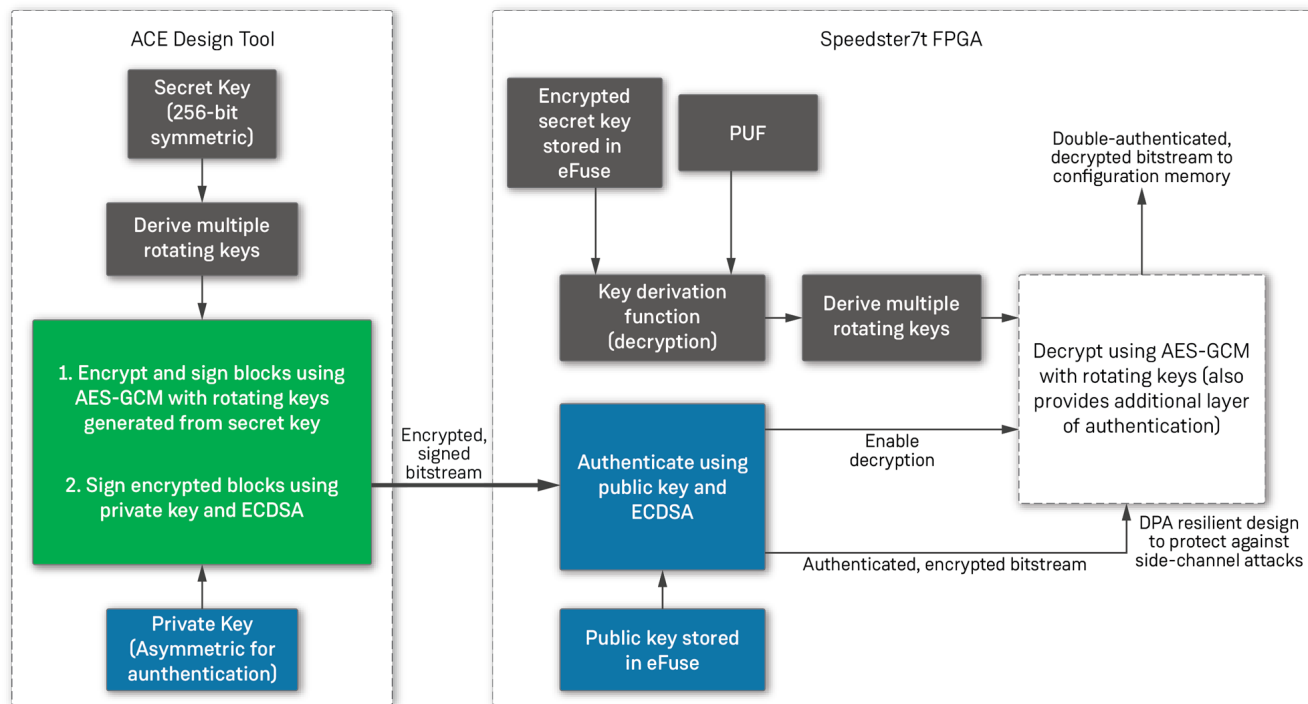 ACE Design Tool
Secret Key
(256-bit
symmetric)
Derive multiple
rotating keys
1. Encrypt and sign blocks using
AES-GCM with rotating keys
generated from secret key
2. Sign encrypted blocks using
private key and ECDSA
Private Key
(Asymmetric for
aunthentication)
Encrypted,
signed
bitstream
Speedster7t FPGA
Encrypted
secret key
stored in
eFuse
PUF
Key derivation
function
(decryption)
Derive multiple
rotating keys
Double-authenticated,
decrypted bitstream to
configuration memory
Decrypt using AES-GCM
with rotating keys (also
provides additional layer
of authentication)
Authenticate using
public key and
ECDSA
Enable
decryption
Authenticated, encrypted bitstream
DPA resilient design
to protect against
side-channel attacks
Public key stored
in eFuse